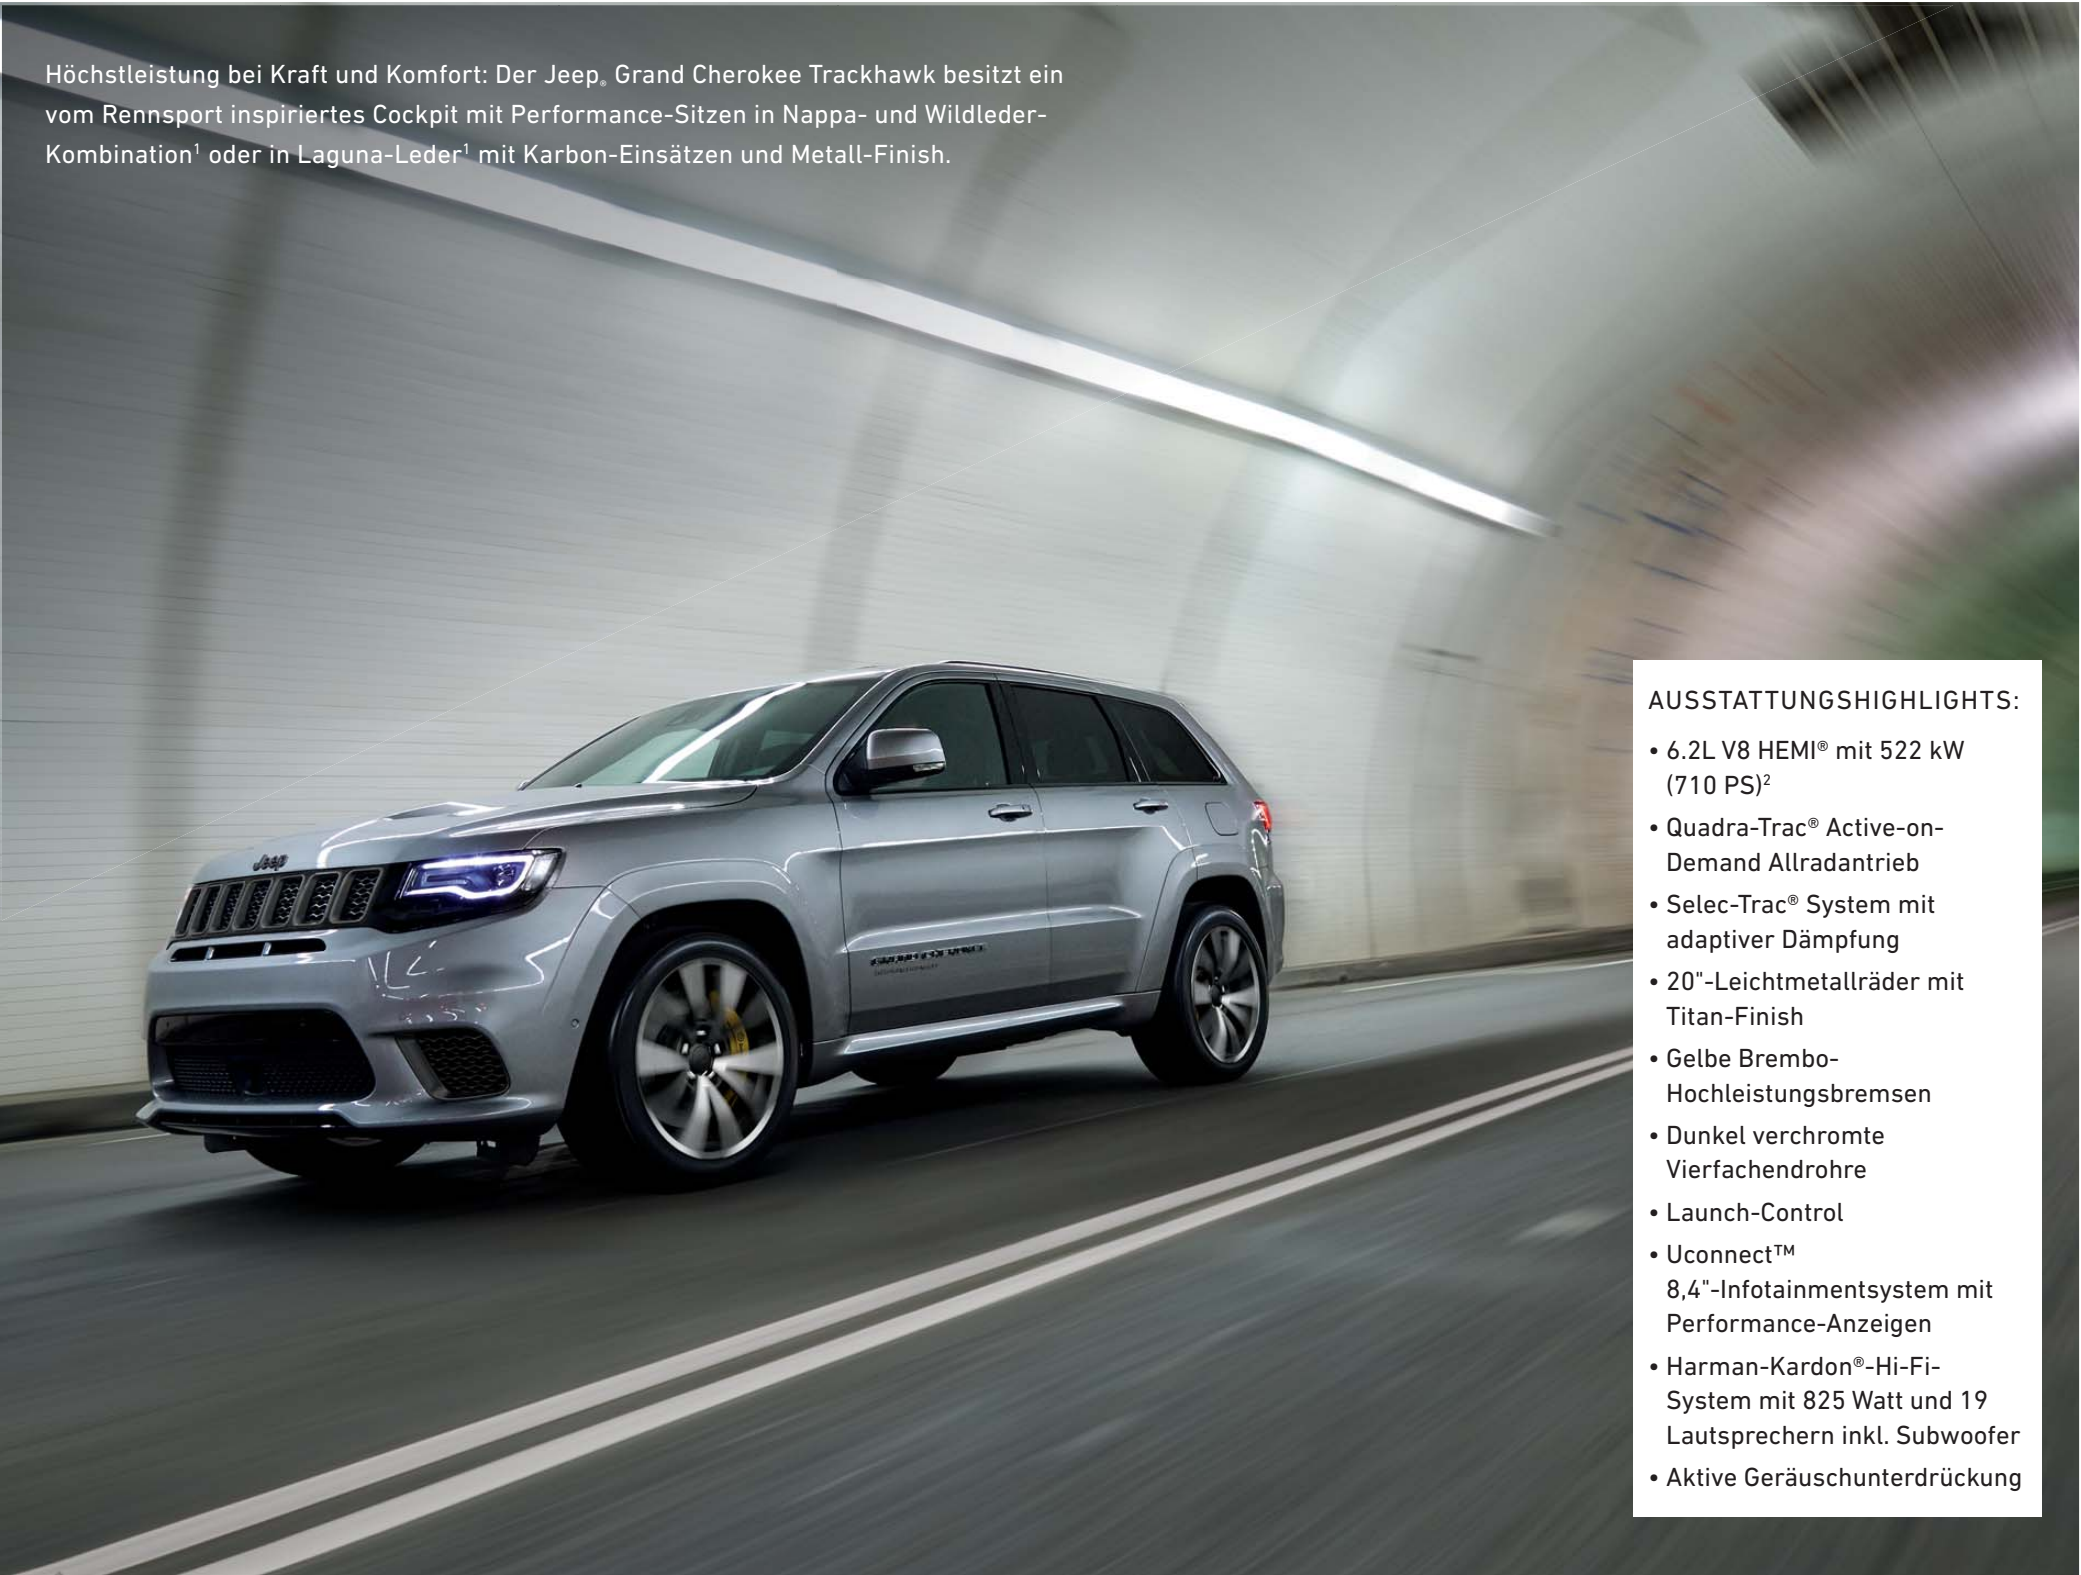 Höchstleistung bei Kraft und Komfort: Der Jeep® Grand Cherokee Trackhawk besitzt ein
vom Rennsport inspiriertes Cockpit mit Performance-Sitzen in Nappa- und Wildleder-
Kombination¹ oder in Laguna-Leder¹ mit Karbon-Einsätzen und Metall-Finish.
Jeep
GRAND CHEROKEE
AUSSTATTUNGSHIGHLIGHTS:
• 6.2L V8 HEMI® mit 522 kW
(710 PS)²
• Quadra-Trac® Active-on-
Demand Allradantrieb
• Selec-Trac® System mit
adaptiver Dämpfung
• 20"-Leichtmetallräder mit
Titan-Finish
• Gelbe Brembo-
Hochleistungsbremsen
• Dunkel verchromte
Vierfachendrohre
• Launch-Control
• Uconnect™
8,4"-Infotainmentsystem mit
Performance-Anzeigen
• Harman-Kardon®-Hi-Fi-
System mit 825 Watt und 19
Lautsprechern inkl. Subwoofer
• Aktive Geräuschunterdrückung